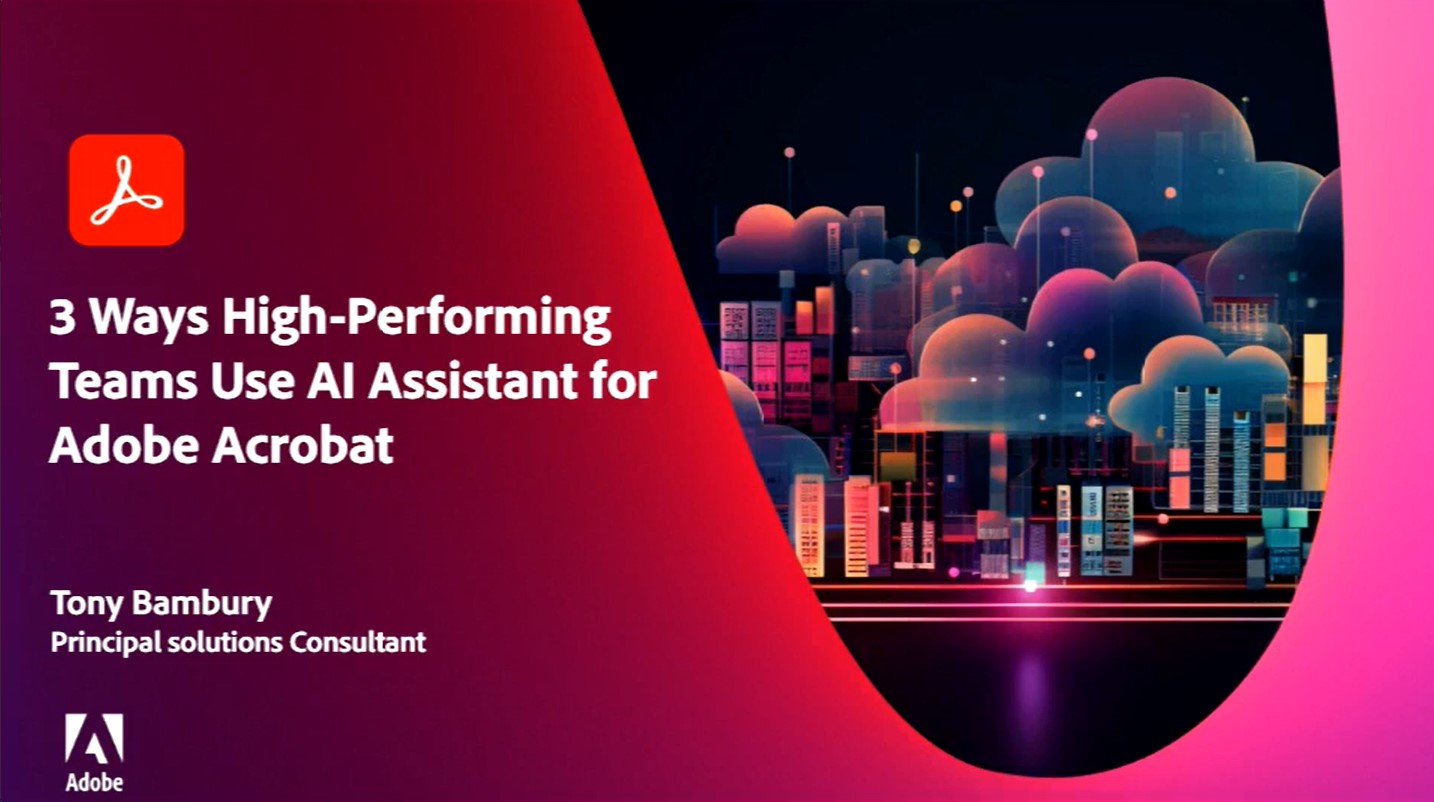 3 Ways High-Performing
Teams Use AI Assistant for
Adobe Acrobat
Tony Bambury
Principal solutions Consultant
Adobe